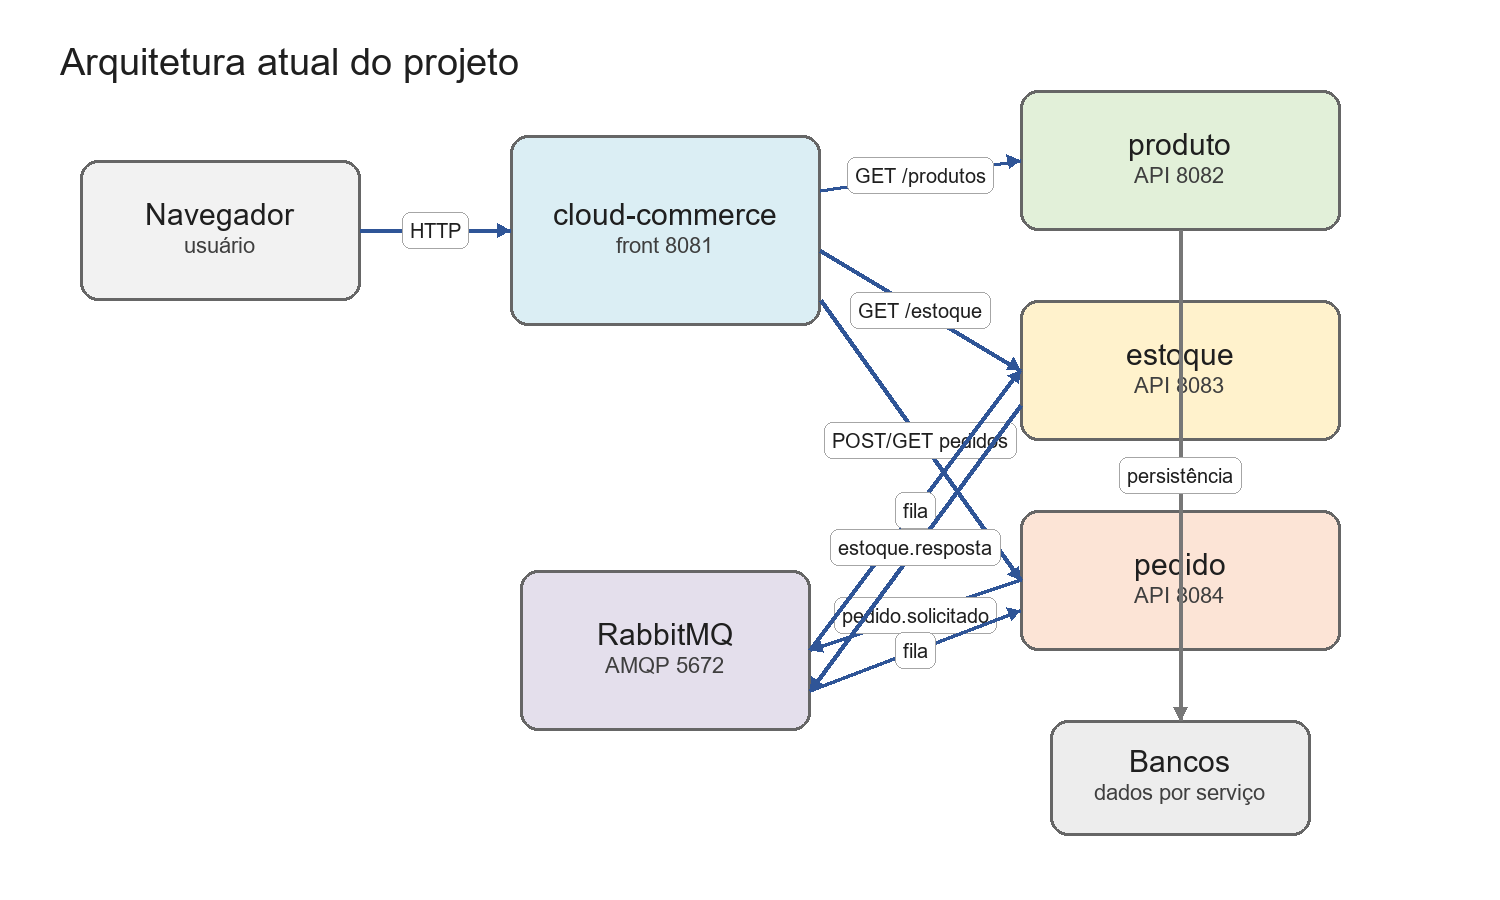 Arquitetura atual do projeto
Navegador
usuário
HTTP
cloud-commerce
front 8081
GET /produtos
produto
API 8082
GET /estoque
estoque
API 8083
POST/GET pedidos
persistência
fila
estoque.resposta
pedido
API 8084
RabbitMQ
AMQP 5672
pedido.solicitado
fila
Bancos
dados por serviço